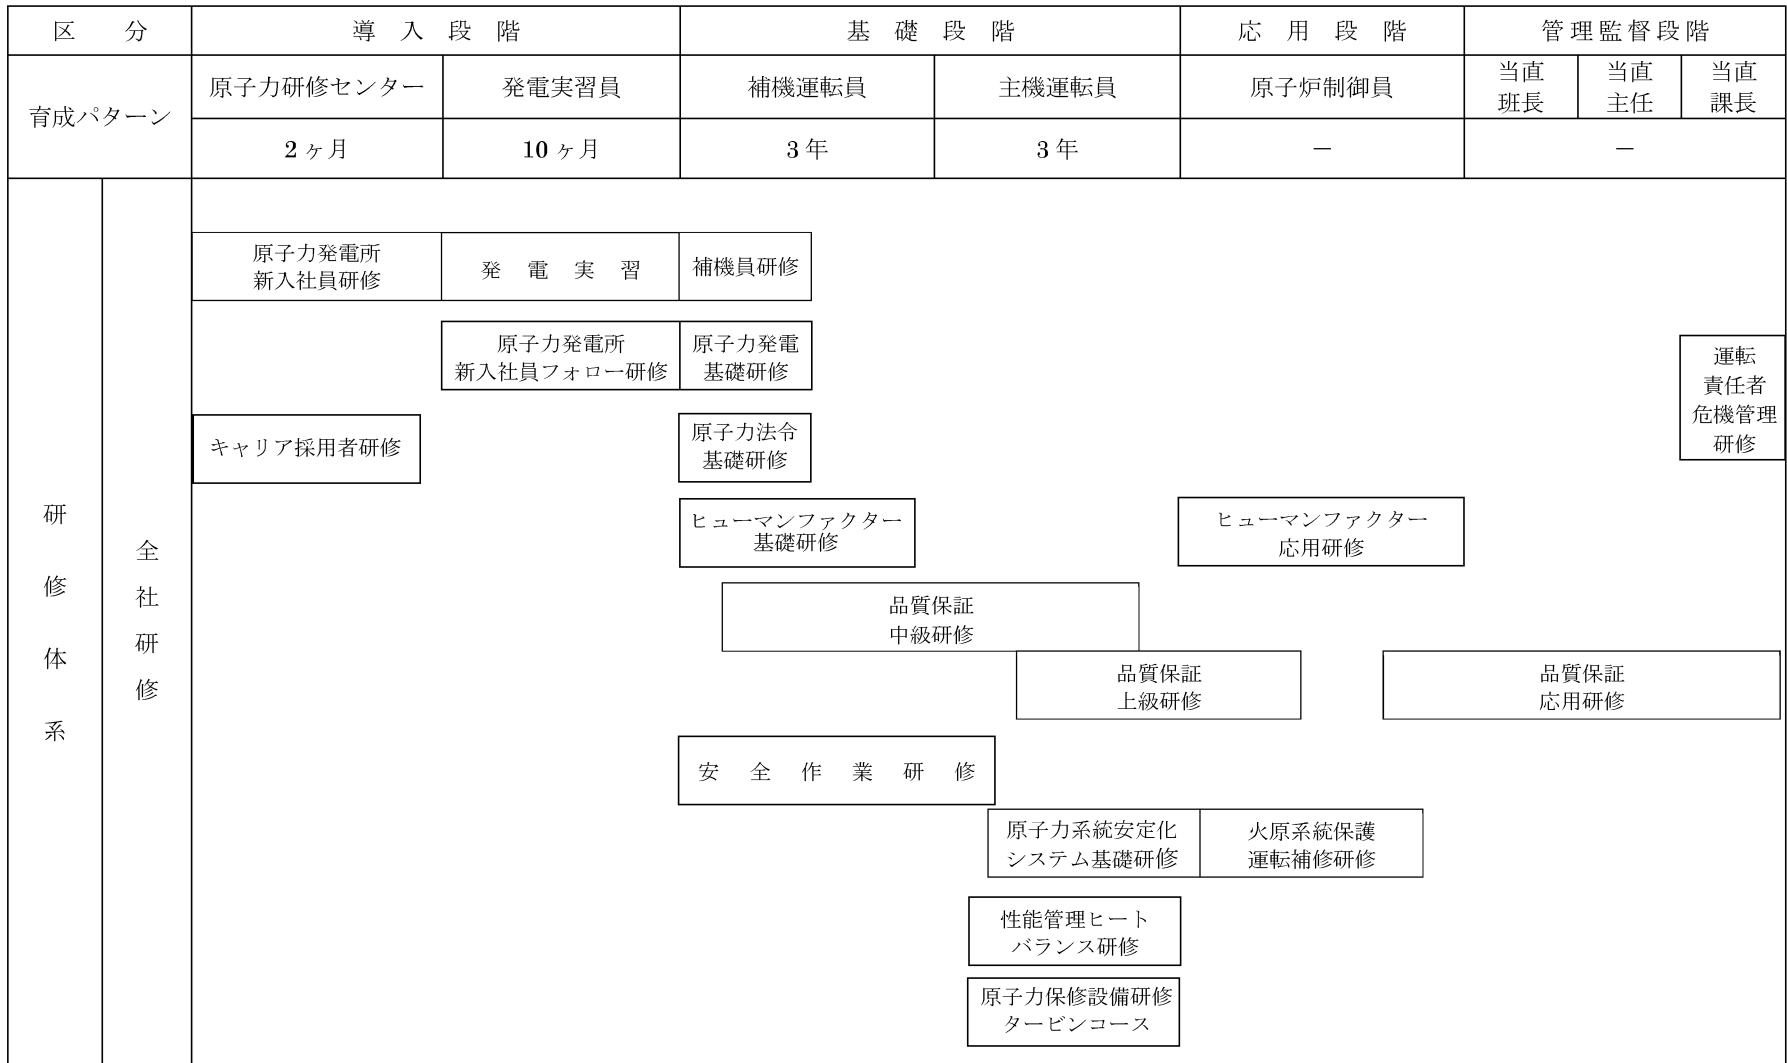 区　分
導入段階
基礎段階
応用段階
管理監督段階
育成パターン
原子力研修センター
発電実習員
補機運転員
主機運転員
原子炉制御員
当直
班長
当直
主任
当直
課長
2ヶ月
10ヶ月
3年
3年
－
－
研修体系
全社研修
原子力発電所
新入社員研修
発電実習
補機員研修
原子力発電所
新入社員フォロー研修
原子力発電
基礎研修
運転
責任者
危機管理
研修
キャリア採用者研修
原子力法令
基礎研修
ヒューマンファクター
基礎研修
ヒューマンファクター
応用研修
品質保証
中級研修
品質保証
上級研修
品質保証
応用研修
安全作業研修
原子力系統安定化
システム基礎研修
火原系統保護
運転補修研修
性能管理ヒート
バランス研修
原子力保修設備研修
タービンコース